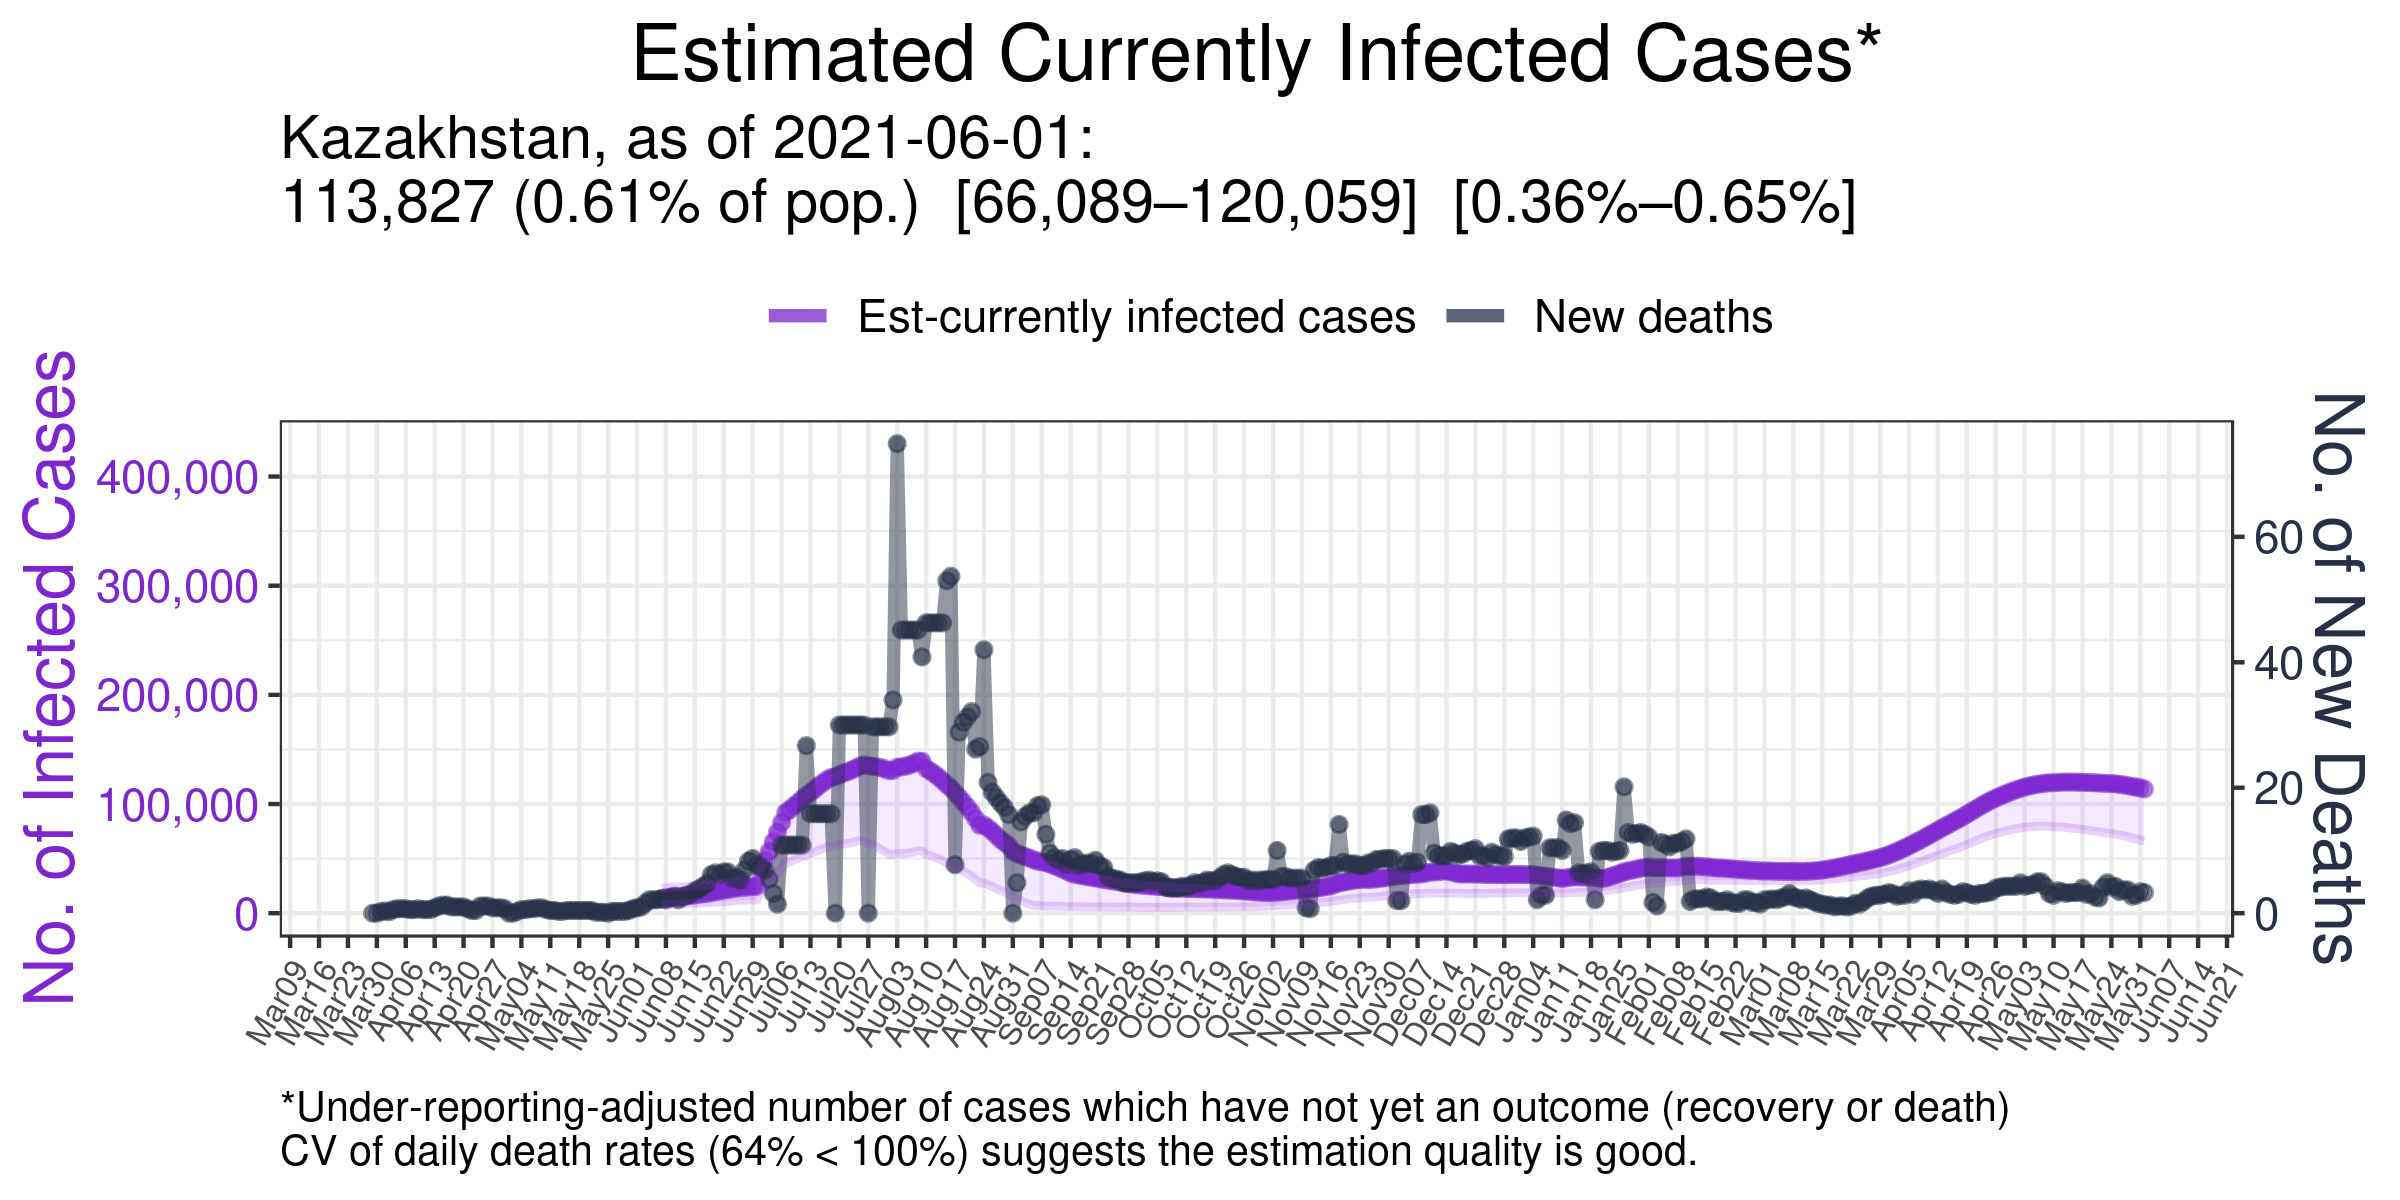 Estimated Currently Infected Cases*
Kazakhstan, as of 2021-06-01:
113,827 (0.61% of pop.)  [66,089–120,059]  [0.36%–0.65%]
Est-currently infected cases
New deaths
No. of Infected Cases
400,000
300,000
200,000
100,000
0
No. of New Deaths
60
40
20
0
Mar09
Mar16
Mar23
Mar30
Apr06
Apr13
Apr20
Apr27
May04
May11
May18
May25
Jun01
Jun08
Jun15
Jun22
Jun29
Jul06
Jul13
Jul20
Jul27
Aug03
Aug10
Aug17
Aug24
Aug31
Sep07
Sep14
Sep21
Sep28
Oct05
Oct12
Oct19
Oct26
Nov02
Nov09
Nov16
Nov23
Nov30
Dec07
Dec14
Dec21
Dec28
Jan04
Jan11
Jan18
Jan25
Feb01
Feb08
Feb15
Feb22
Mar01
Mar08
Mar15
Mar22
Mar29
Apr05
Apr12
Apr19
Apr26
May03
May10
May17
May24
May31
Jun07
Jun14
Jun21
*Under-reporting-adjusted number of cases which have not yet an outcome (recovery or death)
CV of daily death rates (64% < 100%) suggests the estimation quality is good.